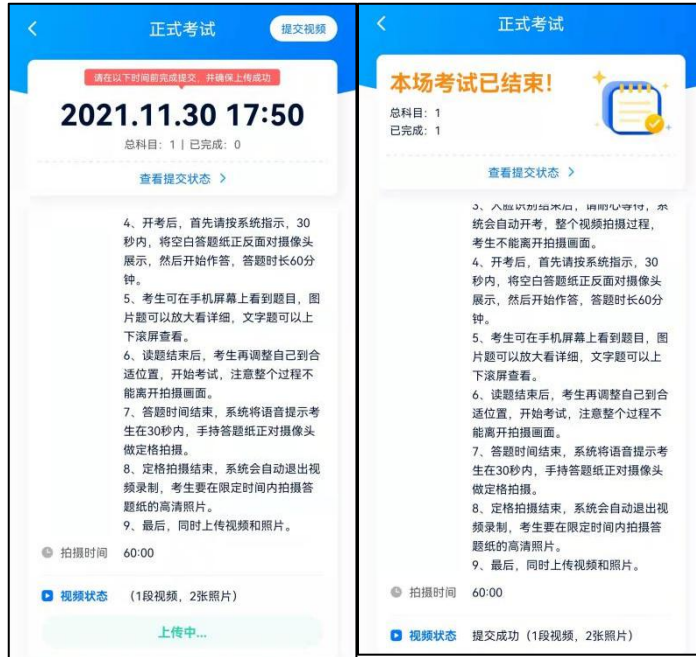 正式考试
提交视频
请在以下时间前完成提交，并确保上传成功
2021.11.30 17:50
总科目：1 | 已完成：0
查看提交状态 >
4、开考后，首先请按系统指示，30
秒内，将空白答题纸正反面对摄像头
展示，然后开始作答，答题时长60分
钟。
5、考生可在手机屏幕上看到题目，图
片题可以放大看详细，文字题可以上
下滚屏查看。
6、读题结束后，考生再调整自己到合
适位置，开始考试，注意整个过程不
能离开拍摄画面。
7、答题时间结束，系统将语音提示考
生在30秒内，手持答题纸正对摄像头
做定格拍摄。
8、定格拍摄结束，系统会自动退出视
频录制，考生要在限定时间内拍摄答
题纸的高清照片。
9、最后，同时上传视频和照片。
拍摄时间 60:00
视频状态 （1段视频，2张照片）
上传中...
正式考试
本场考试已结束！
总科目：1
已完成：1
查看提交状态 >
3、人脸识别结束后，请耐心等待，系
统会自动开考，整个视频拍摄过程，
考生不能离开拍摄画面。
4、开考后，首先请按系统指示，30
秒内，将空白答题纸正反面对摄像头
展示，然后开始作答，答题时长60分
钟。
5、考生可在手机屏幕上看到题目，图
片题可以放大看详细，文字题可以上
下滚屏查看。
6、读题结束后，考生再调整自己到合
适位置，开始考试，注意整个过程不
能离开拍摄画面。
7、答题时间结束，系统将语音提示考
生在30秒内，手持答题纸正对摄像头
做定格拍摄。
8、定格拍摄结束，系统会自动退出视
频录制，考生要在限定时间内拍摄答
题纸的高清照片。
9、最后，同时上传视频和照片。
拍摄时间 60:00
视频状态 提交成功（1段视频，2张照片）